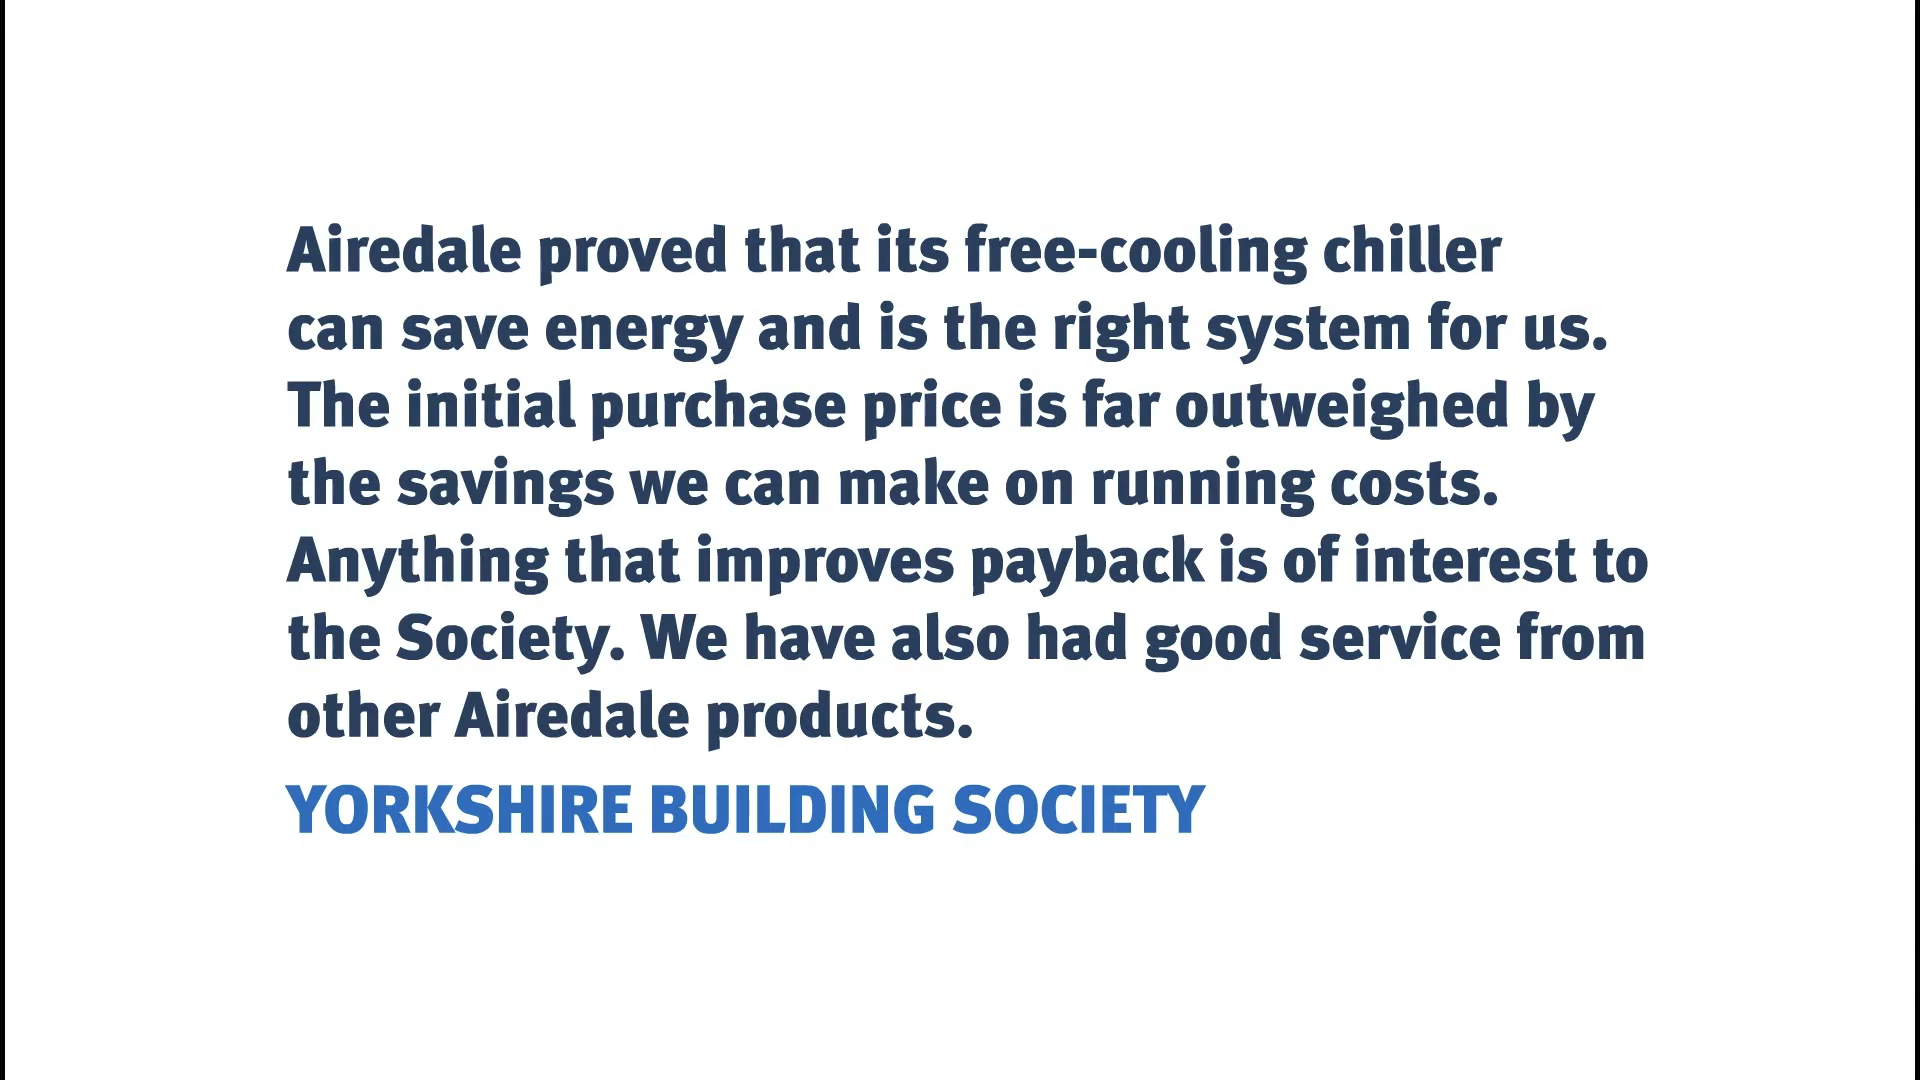 Airedale proved that its free-cooling chiller
can save energy and is the right system for us.
The initial purchase price is far outweighed by
the savings we can make on running costs.
Anything that improves payback is of interest to
the Society. We have also had good service from
other Airedale products.
YORKSHIRE BUILDING SOCIETY